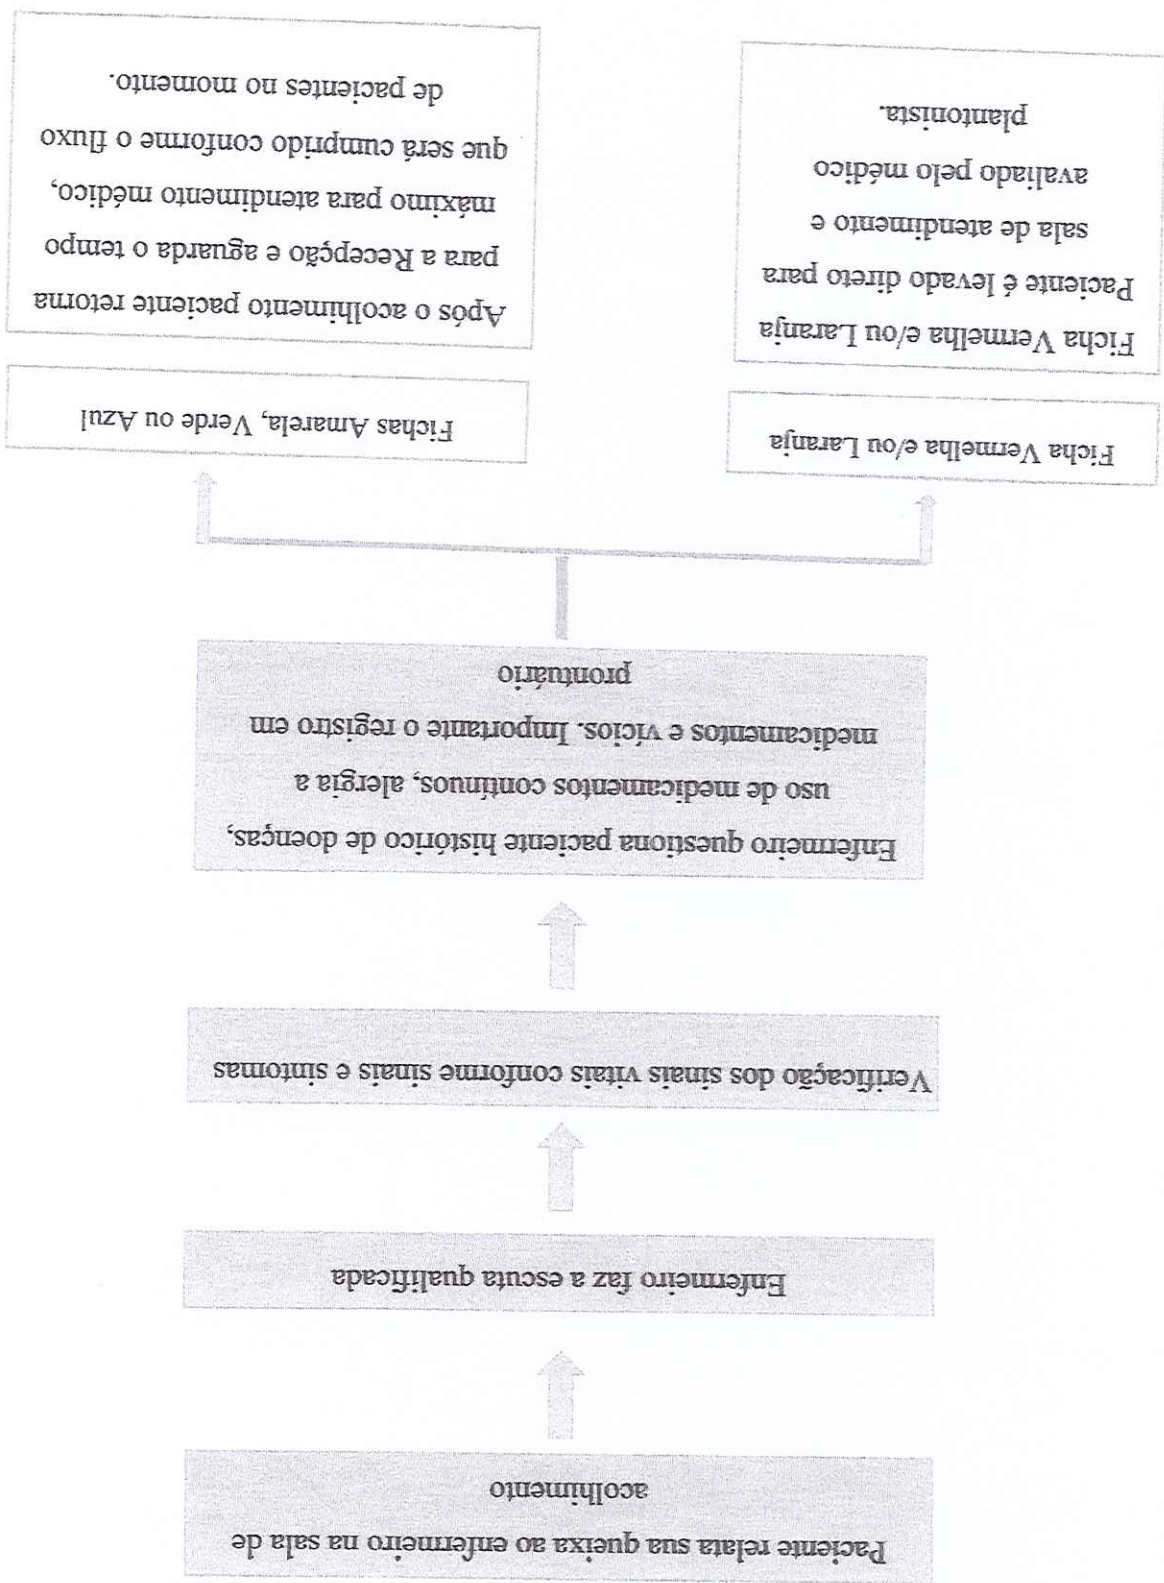 Paciente relata sua queixa ao enfermeiro na sala de
acolhimento
Enfermeiro faz a escuta qualificada
Verificação dos sinais vitais conforme sinais e sintomas
Enfermeiro questiona paciente histórico de doenças,
uso de medicamentos contínuos, alergia a
medicamentos e vícios. Importante o registro em
prontuário
Ficha Vermelha e/ou Laranja
Ficha Vermelha e/ou Laranja
Paciente é levado direto para
sala de atendimento e
avaliado pelo médico
plantonista.
Fichas Amarela, Verde ou Azul
Após o acolhimento paciente retorna
para a Recepção e aguarda o tempo
máximo para atendimento médico,
que será cumprido conforme o fluxo
de pacientes no momento.